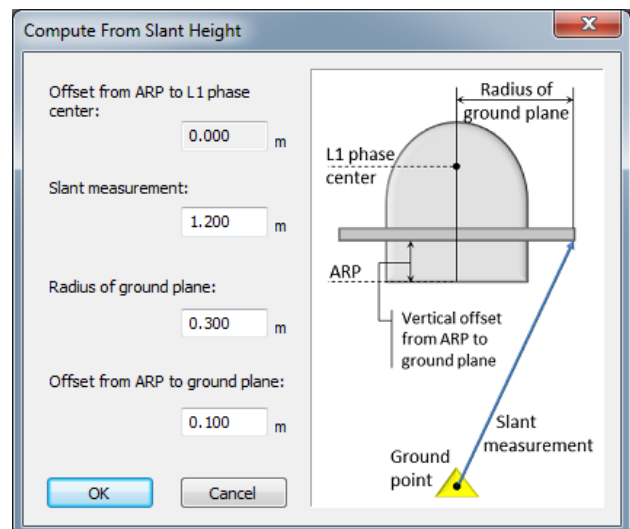 Compute From Slant Height
Offset from ARP to L1 phase
center:
0.000 m
Slant measurement:
1.200 m
Radius of ground plane:
0.300 m
Offset from ARP to ground plane:
0.100 m
OK
Cancel
Radius of
ground plane
L1 phase
center
ARP
Vertical offset
from ARP to
ground plane
Slant
measurement
Ground
point